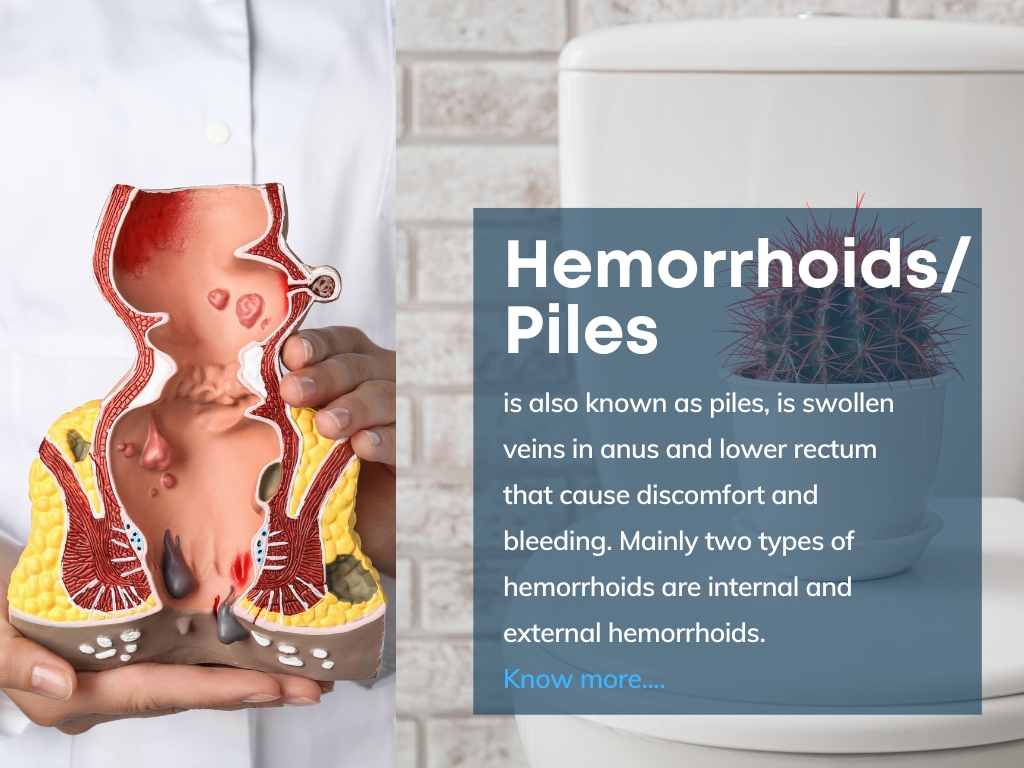 Hemorrhoids/
Piles
is also known as piles, is swollen
veins in anus and lower rectum
that cause discomfort and
bleeding. Mainly two types of
hemorrhoids are internal and
external hemorrhoids.
Know more....